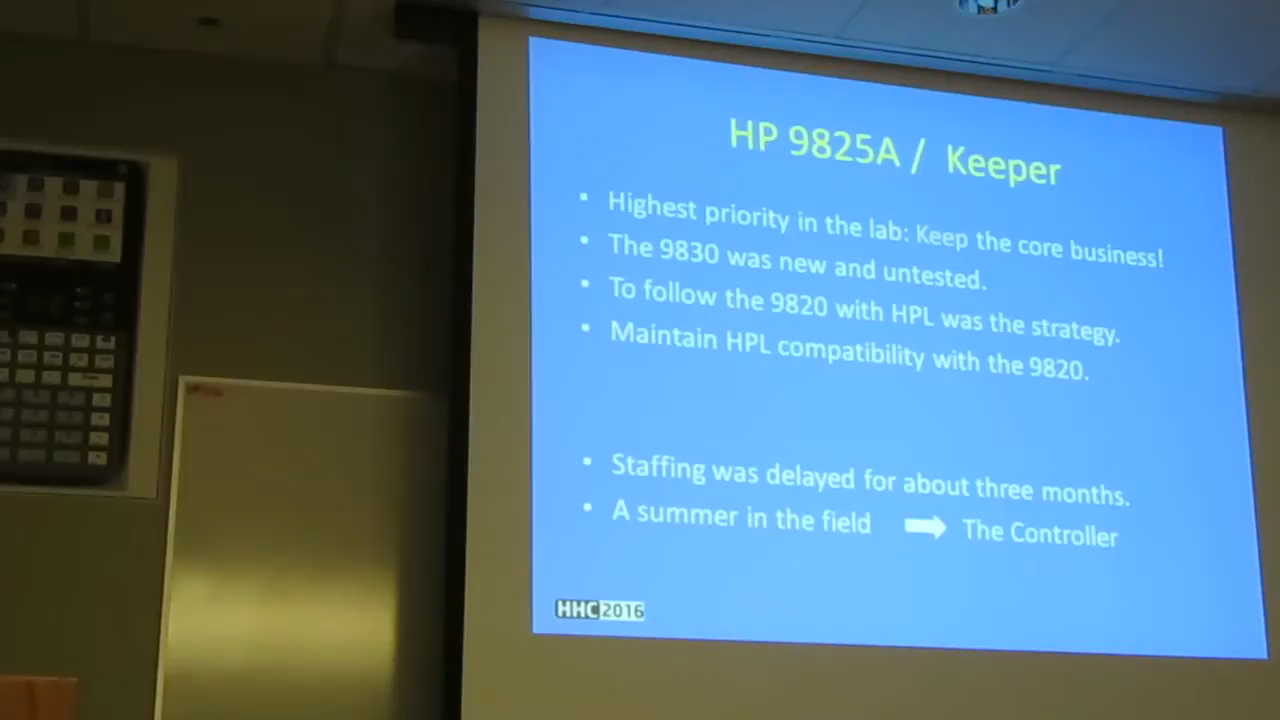 HP 9825A / Keeper
• Highest priority in the lab: Keep the core business!
• The 9830 was new and untested.
• To follow the 9820 with HPL was the strategy.
• Maintain HPL compatibility with the 9820.
• Staffing was delayed for about three months.
• A summer in the field ➡ The Controller
HHC 2016